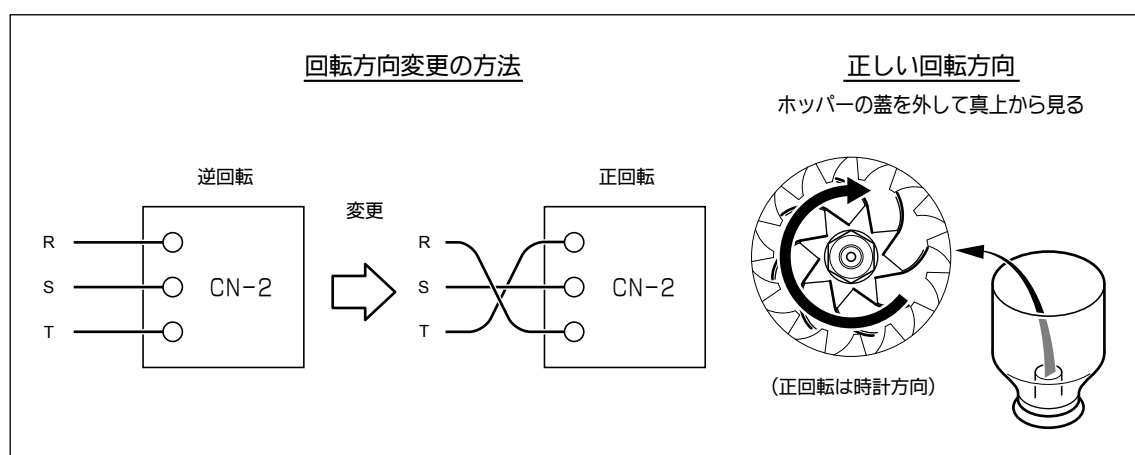 回転方向変更の方法
逆回転
R
S
T
CN-2
変更
正回転
R
S
T
CN-2
正しい回転方向
ホッパーの蓋を外して真上から見る
(正回転は時計方向)